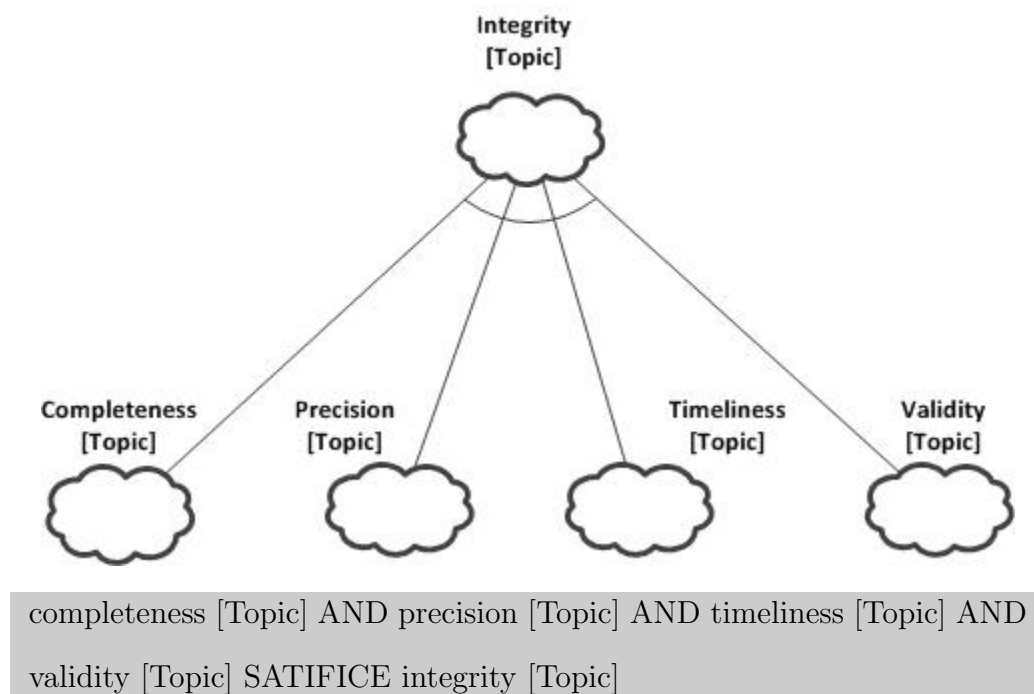 Integrity
[Topic]
Completeness
[Topic]
Precision
[Topic]
Timeliness
[Topic]
Validity
[Topic]
completeness [Topic] AND precision [Topic] AND timeliness [Topic] AND
validity [Topic] SATIFICE integrity [Topic]